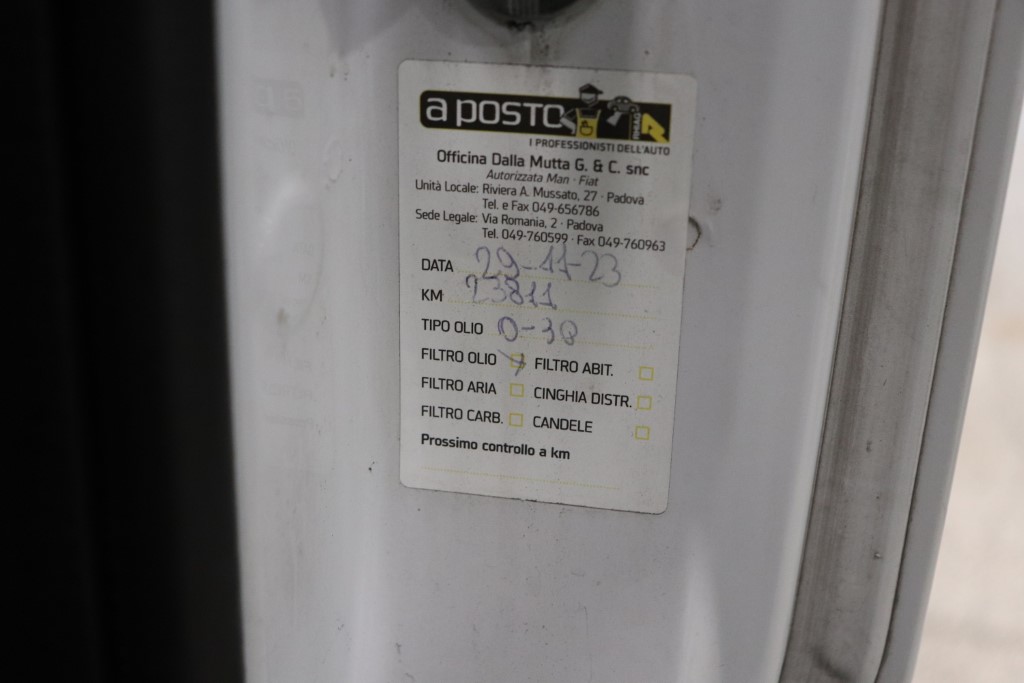 a posto
RHIAG
I PROFESSIONISTI DELL'AUTO
Officina Dalla Mutta G. & C. snc
Autorizzata Man · Fiat
Unità Locale: Riviera A. Mussato, 27 · Padova
Tel. e Fax 049-656786
Sede Legale: Via Romania, 2 · Padova
Tel. 049-760599 · Fax 049-760963
DATA 29-11-23
KM 23811
TIPO OLIO 0-30
FILTRO OLIO FILTRO ABIT.
FILTRO ARIA CINGHIA DISTR.
FILTRO CARB. CANDELE
Prossimo controllo a km